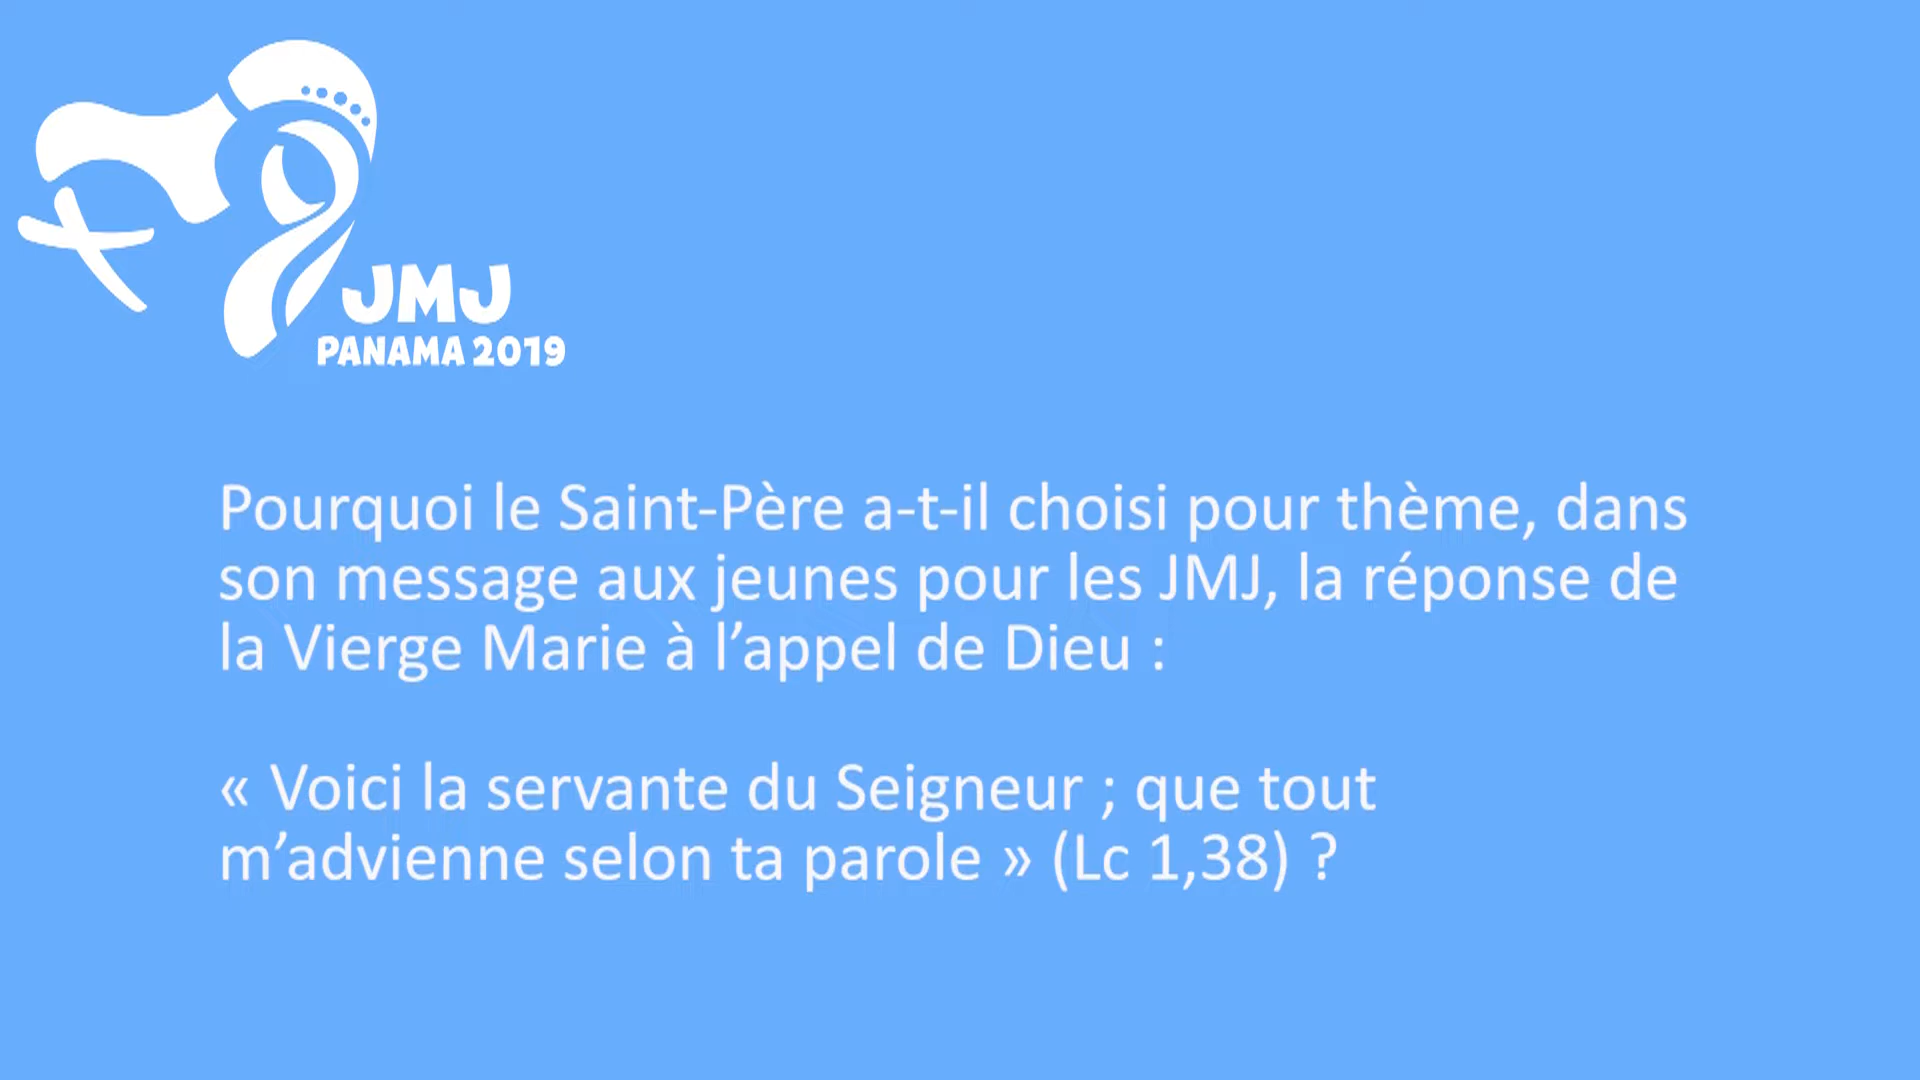 JMJ
PANAMA 2019
Pourquoi le Saint-Père a-t-il choisi pour thème, dans
son message aux jeunes pour les JMJ, la réponse de
la Vierge Marie à l’appel de Dieu :
« Voici la servante du Seigneur ; que tout
m’advienne selon ta parole » (Lc 1,38) ?